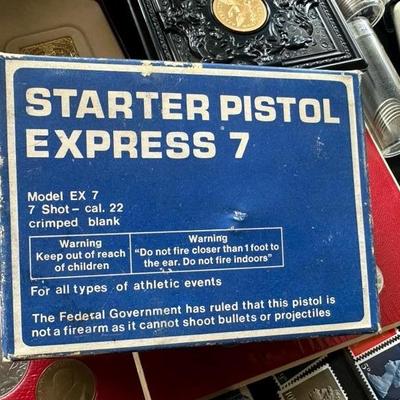 STARTER PISTOL
EXPRESS 7
Model EX 7
7 Shot - cal. 22
crimped blank
Warning
Keep out of reach
of children
Warning
"Do not fire closer than 1 foot to
the ear. Do not fire indoors"
For all types of athletic events
The Federal Government has ruled that this pistol is
not a firearm as it cannot shoot bullets or projectiles